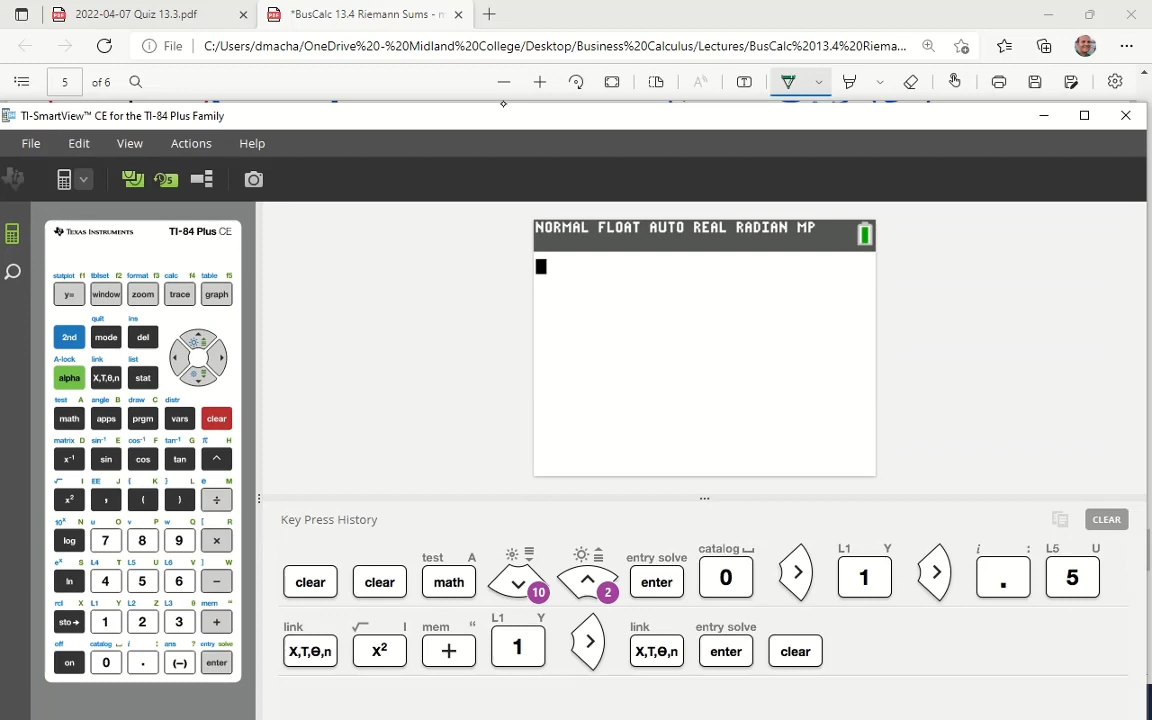 2022-04-07 Quiz 13.3.pdf
*BusCalc 13.4 Riemann Sums - m
File C:/Users/dmacha/OneDrive%20-%20Midland%20College/Desktop/Business%20Calculus/Lectures/BusCalc%2013.4%20Riema...
5 of 6
TI-SmartView™ CE for the TI-84 Plus Family
File Edit View Actions Help
NORMAL FLOAT AUTO REAL RADIAN MP
TEXAS INSTRUMENTS TI-84 Plus CE
statplot f1 tblset f2 format f3 calc f4 table f5
y= window zoom trace graph
quit ins
2nd mode del
A-lock link list
alpha X,T,θ,n stat
test A angle B draw C distr
math apps prgm vars clear
matrix D sin⁻¹ E cos⁻¹ F tan⁻¹ G π H
x⁻¹ sin cos tan ^
√ I EE J { K } L e M
x² , ( ) ÷
10ˣ N u O v P w Q [ R
log 7 8 9 ×
eˣ S L4 T L5 U L6 V ] W
ln 4 5 6 −
rcl X L1 Y L2 Z L3 θ mem "
sto→ 1 2 3 +
off catalog i : ans ? entry solve
on 0 . (−) enter
Key Press History CLEAR
test A entry solve catalog L1 Y i : L5 U
clear clear math 10 2 enter 0 1 . 5
link √ I mem " L1 Y link entry solve
X,T,θ,n x² + 1 X,T,θ,n enter clear